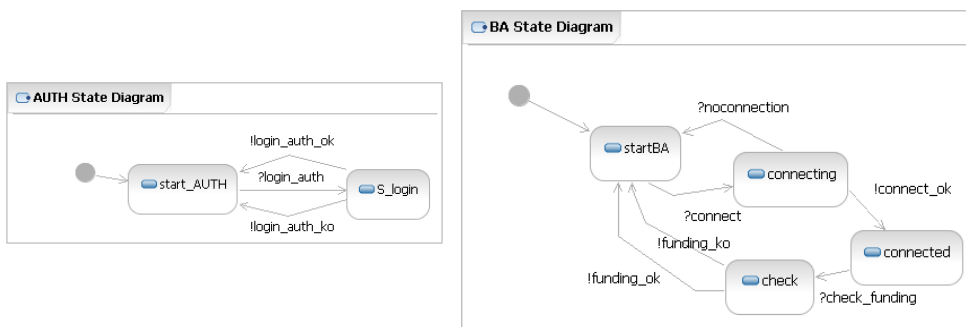 BA State Diagram
AUTH State Diagram
?noconnection
!login_auth_ok
startBA
connecting
start_AUTH
?login_auth
S_login
!connect_ok
?connect
!login_auth_ko
!funding_ko
connected
!funding_ok
check
?check_funding